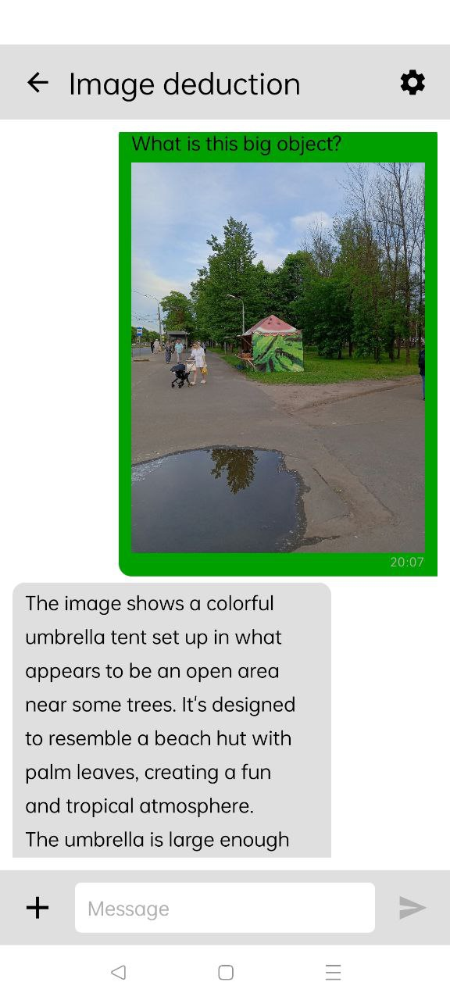 Image deduction
What is this big object?
20:07
The image shows a colorful
umbrella tent set up in what
appears to be an open area
near some trees. It's designed
to resemble a beach hut with
palm leaves, creating a fun
and tropical atmosphere.
The umbrella is large enough
Message